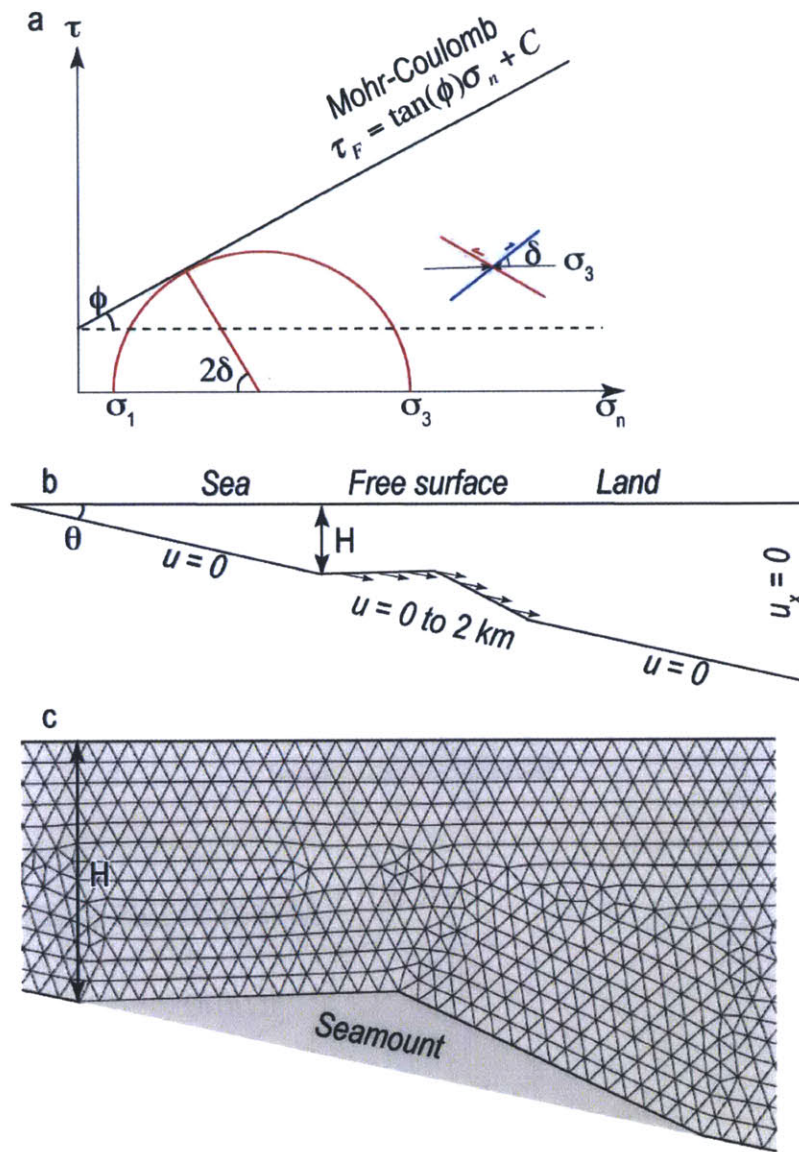 a
τ
Mohr-Coulomb
τF = tan(ϕ)σn + C
ϕ
δ
σ3
2δ
σ1
σ3
σn
b
Sea
Free surface
Land
θ
H
u = 0
u = 0 to 2 km
u = 0
ux = 0
c
H
Seamount